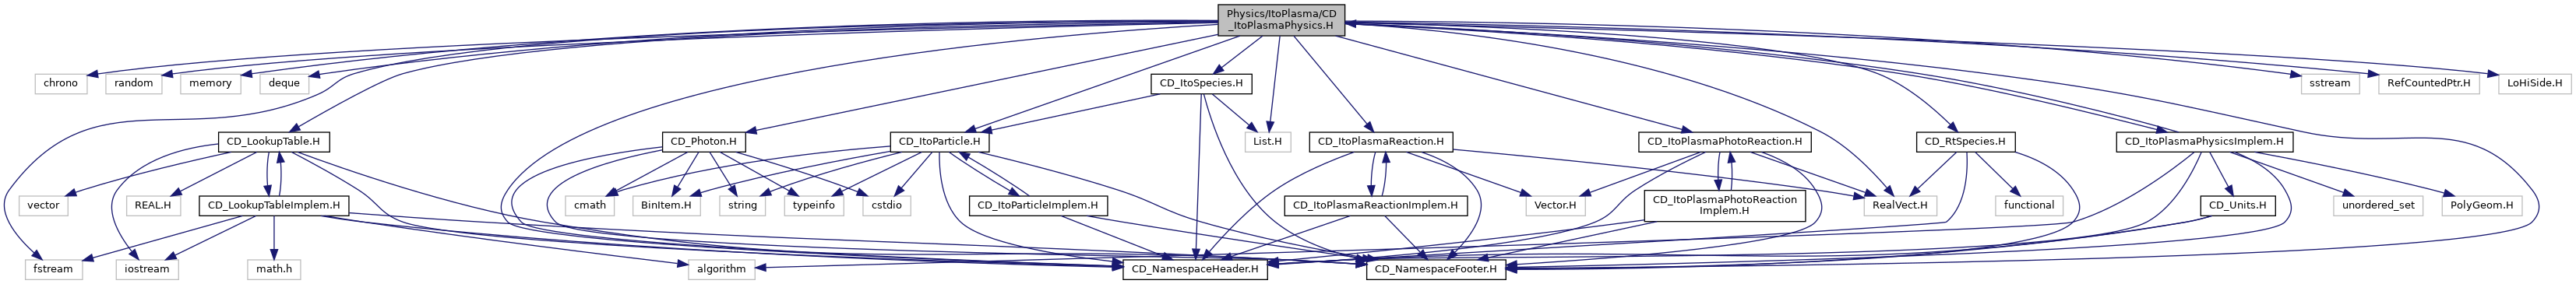 Physics/ItoPlasma/CD
_ItoPlasmaPhysics.H
chrono
random
memory
deque
CD_ItoSpecies.H
sstream
RefCountedPtr.H
LoHiSide.H
CD_LookupTable.H
CD_Photon.H
CD_ItoParticle.H
List.H
CD_ItoPlasmaReaction.H
CD_ItoPlasmaPhotoReaction.H
CD_RtSpecies.H
CD_ItoPlasmaPhysicsImplem.H
vector
REAL.H
CD_LookupTableImplem.H
cmath
BinItem.H
string
typeinfo
cstdio
CD_ItoParticleImplem.H
CD_ItoPlasmaReactionImplem.H
Vector.H
CD_ItoPlasmaPhotoReaction
Implem.H
RealVect.H
functional
CD_Units.H
unordered_set
PolyGeom.H
fstream
iostream
math.h
algorithm
CD_NamespaceHeader.H
CD_NamespaceFooter.H